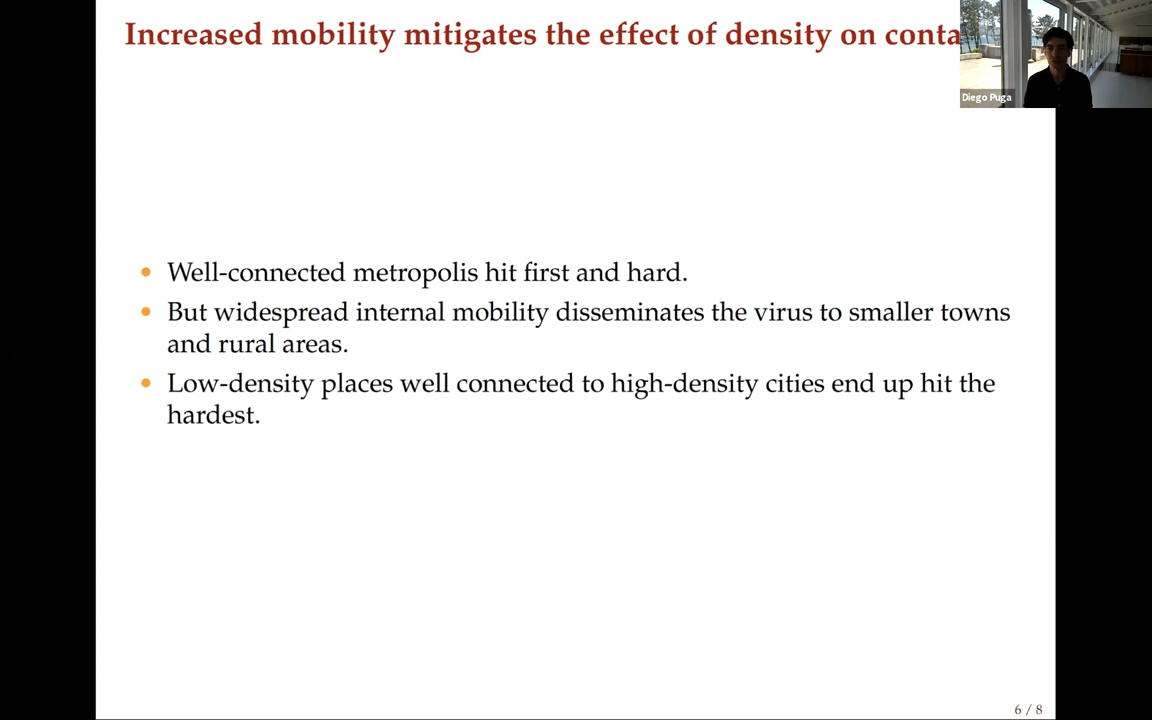 Increased mobility mitigates the effect of density on conta
Diego Puga
• Well-connected metropolis hit first and hard.
• But widespread internal mobility disseminates the virus to smaller towns
and rural areas.
• Low-density places well connected to high-density cities end up hit the
hardest.
6 / 8